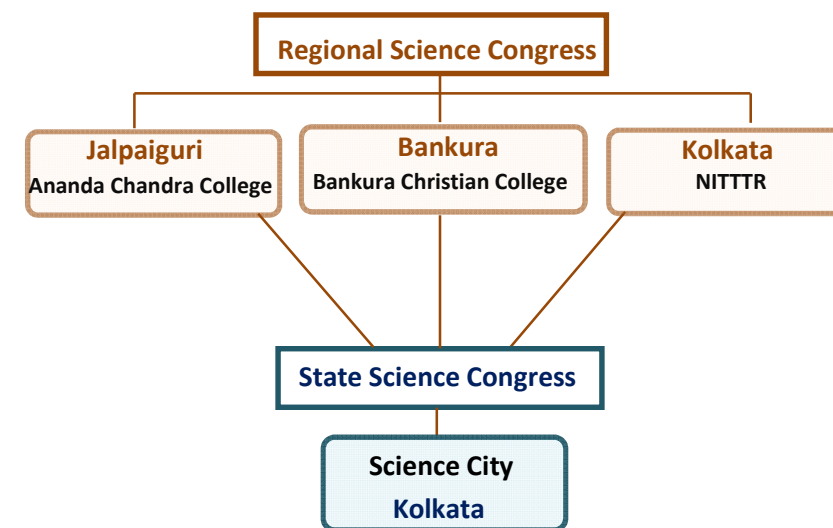 Regional Science Congress
Jalpaiguri
Ananda Chandra College
Bankura
Bankura Christian College
Kolkata
NITTTR
State Science Congress
Science City
Kolkata